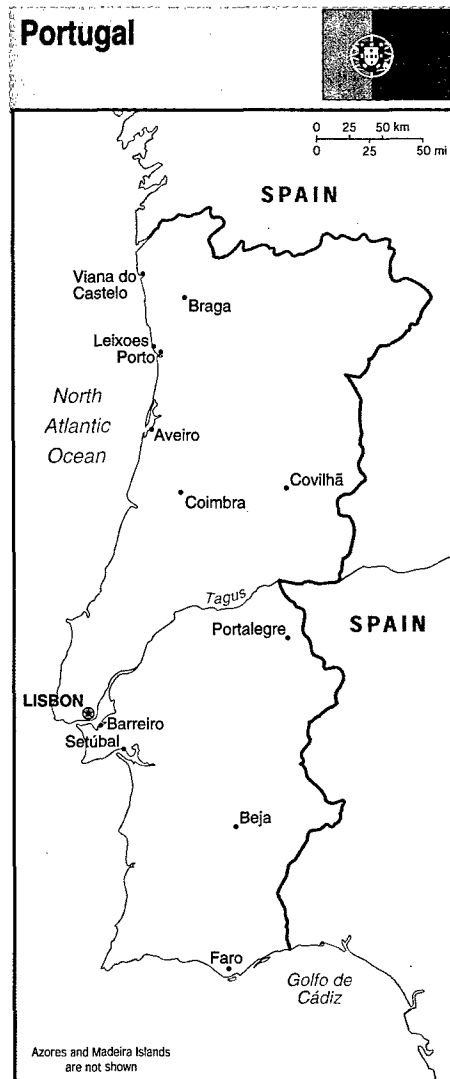 Portugal
0 25 50 km
0 25 50 mi
SPAIN
Viana do
Castelo
Braga
Leixoes
Porto
North
Atlantic
Ocean
Aveiro
Covilhã
Coimbra
Tagus
Portalegre
SPAIN
LISBON
Barreiro
Setúbal
Beja
Faro
Golfo de
Cádiz
Azores and Madeira Islands
are not shown